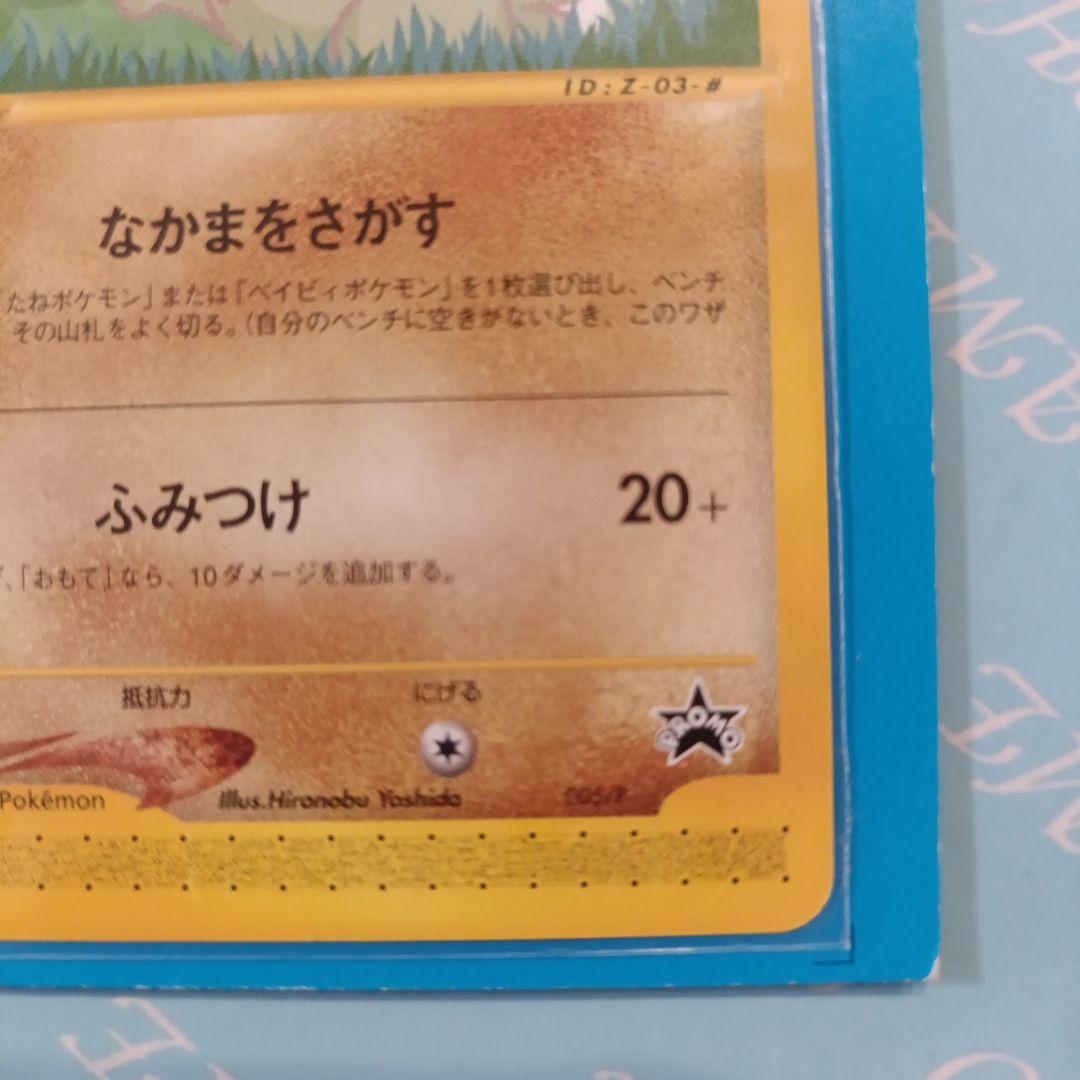 ID:Z-03-#
なかまをさがす
「たねポケモン」または「ベイビィポケモン」を1枚選び出し、ベンチ
その山札をよく切る。(自分のベンチに空きがないとき、このワザ
ふみつけ 20+
、「おもて」なら、10ダメージを追加する。
抵抗力 にげる
PROMO
Pokémon Illus.Hironobu Yoshida